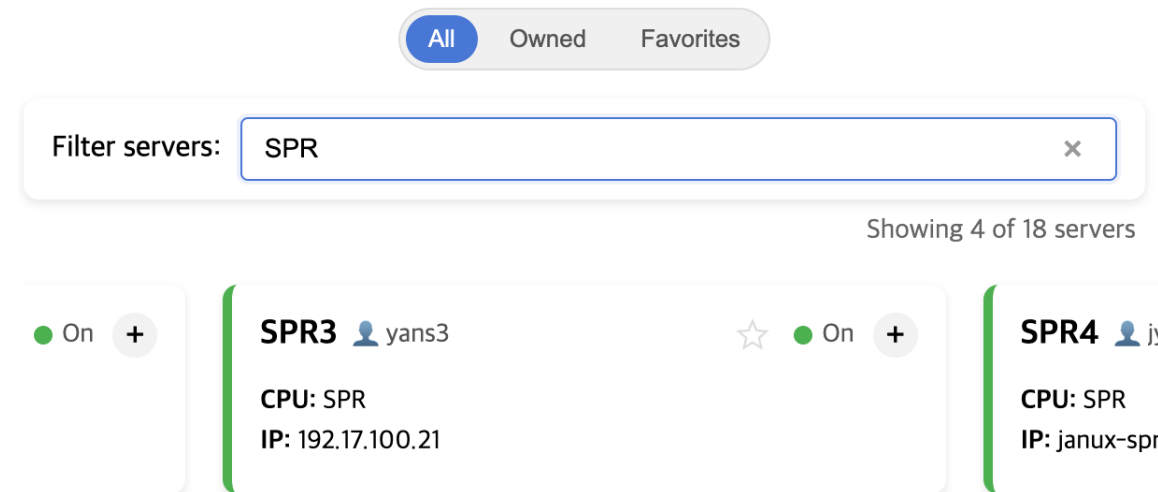 All Owned Favorites
Filter servers: SPR ×
Showing 4 of 18 servers
On +
SPR3 yans3 On +
CPU: SPR
IP: 192.17.100.21
SPR4
CPU: SPR
IP: janux-spr